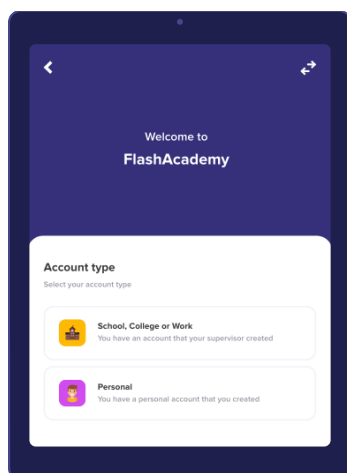 Welcome to
FlashAcademy
Account type
Select your account type
School, College or Work
You have an account that your supervisor created
Personal
You have a personal account that you created